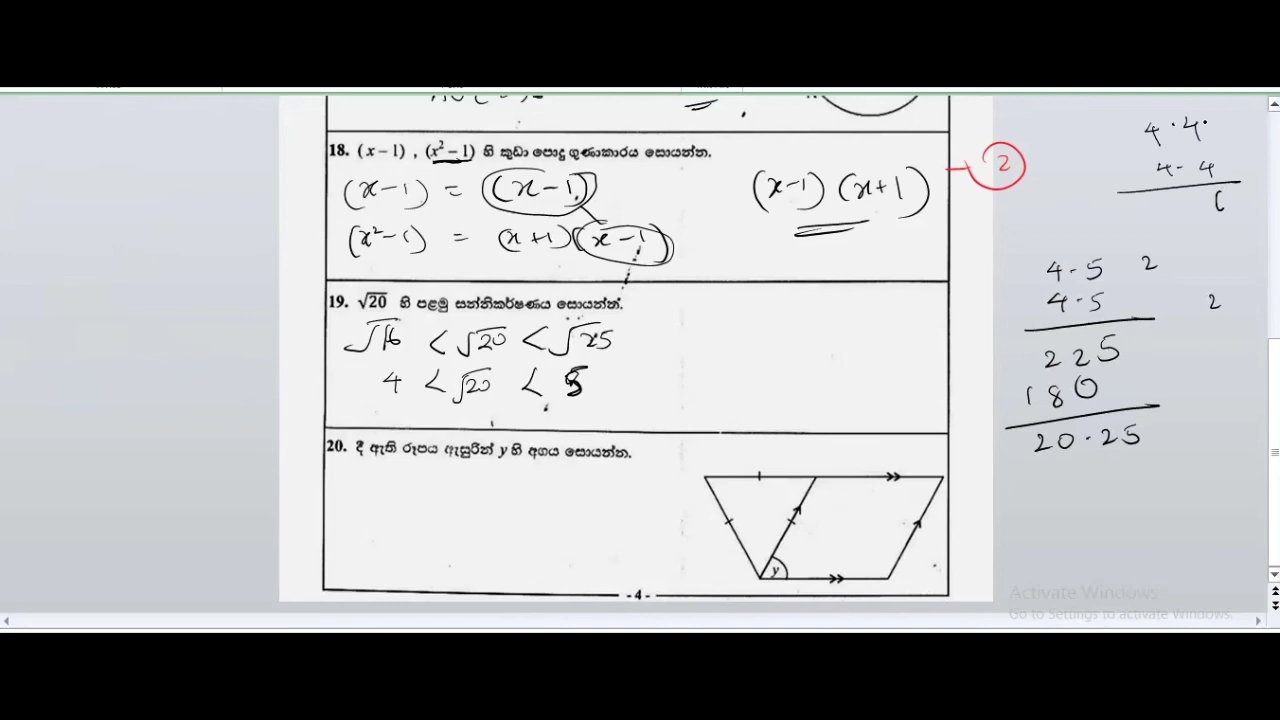 18. (x – 1) , (x² – 1) හි කුඩා පොදු ගුණාකාරය සොයන්න.
(x – 1) = (x – 1)
(x² – 1) = (x + 1) (x – 1)
(x – 1) (x + 1)
2
19. √20 හි පළමු සන්නිකර්ෂණය සොයන්න.
√16 < √20 < √25
4 < √20 < 5
20. දී ඇති රූපය ඇසුරින් y හි අගය සොයන්න.
y
- 4 -
4.4
4.4
4.5 2
4.5 2
225
180
20.25
Activate Windows
Go to Settings to activate Windows.